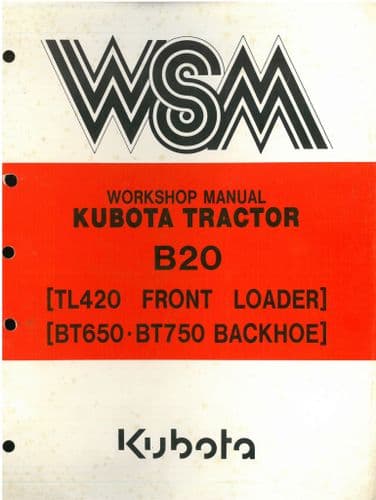 WSM
WORKSHOP MANUAL
KUBOTA TRACTOR
B20
[TL420 FRONT LOADER]
[BT650·BT750 BACKHOE]
Kubota